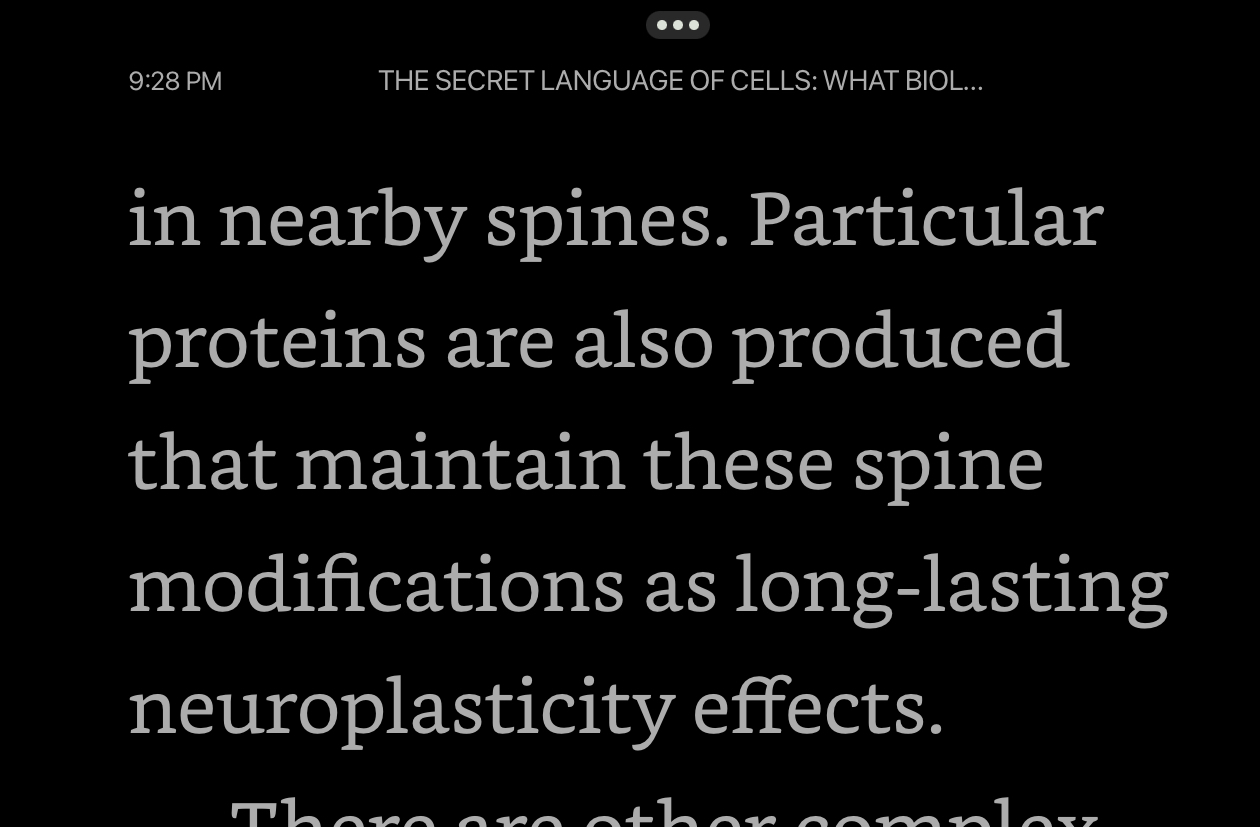 9:28 PM THE SECRET LANGUAGE OF CELLS: WHAT BIOL...
in nearby spines. Particular
proteins are also produced
that maintain these spine
modifications as long-lasting
neuroplasticity effects.
There are other complex